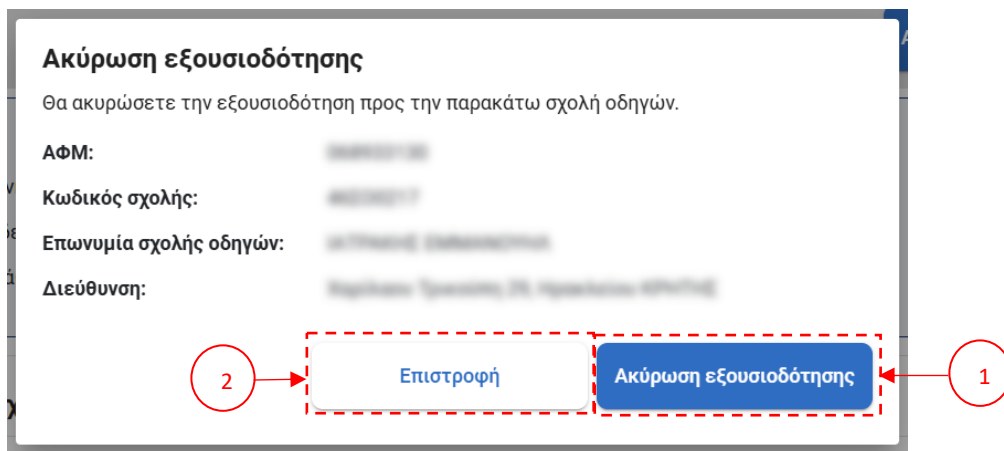 Ακύρωση εξουσιοδότησης
Θα ακυρώσετε την εξουσιοδότηση προς την παρακάτω σχολή οδηγών.
ΑΦΜ:
Κωδικός σχολής:
Επωνυμία σχολής οδηγών:
Διεύθυνση:
2 Επιστροφή Ακύρωση εξουσιοδότησης 1